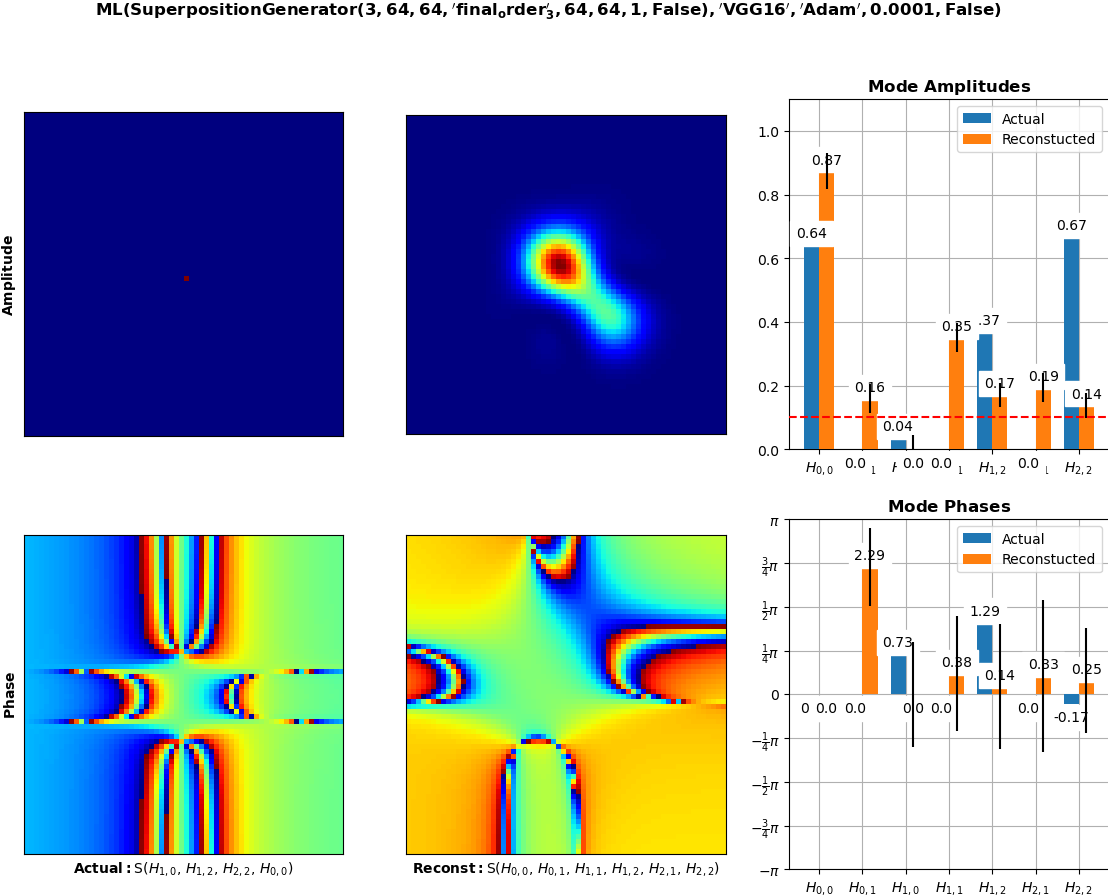 ML(SuperpositionGenerator(3, 64, 64, 'final_order'_3, 64, 64, 1, False), 'VGG16', 'Adam', 0.0001, False)
Amplitude
Mode Amplitudes
Actual
Reconstucted
1.0
0.8
0.6
0.4
0.2
0.0
0.64
0.87
0.0
0.16
0.04
0.0
0.0
0.35
.37
0.17
0.0
0.19
0.67
0.14
H0,0
1
1
H1,2
1
H2,2
Phase
Actual: S(H1,0, H1,2, H2,2, H0,0)
Reconst: S(H0,0, H0,1, H1,1, H1,2, H2,1, H2,2)
Mode Phases
Actual
Reconstucted
π
3/4π
1/2π
1/4π
0
−1/4π
−1/2π
−3/4π
−π
0
0.0
0.0
2.29
0.73
0.0
0.0
0.38
1.29
0.14
0.0
0.33
-0.17
0.25
H0,0
H0,1
H1,0
H1,1
H1,2
H2,1
H2,2